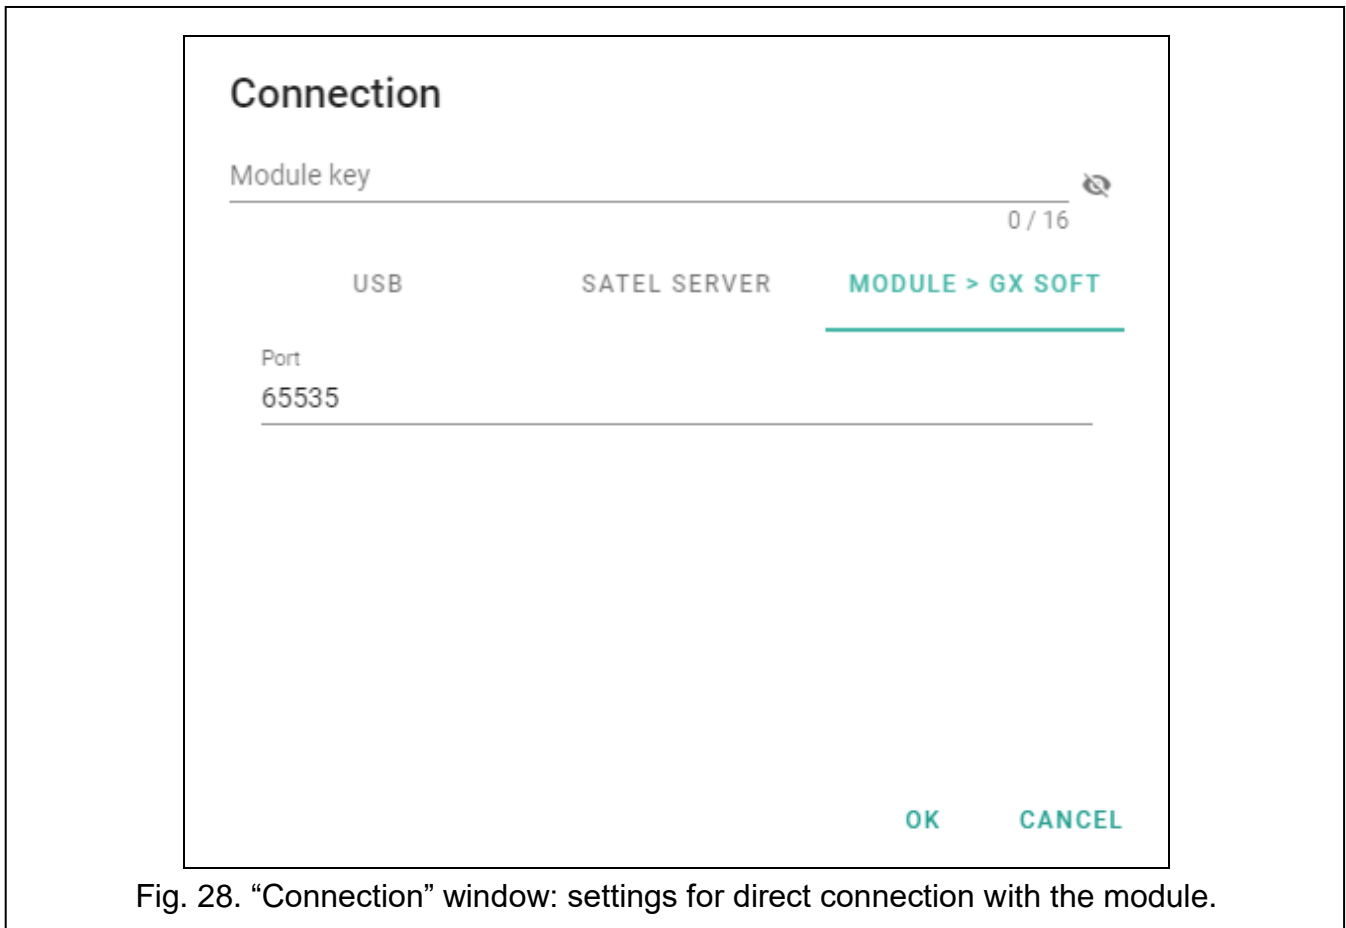 Connection
Module key
0 / 16
USB SATEL SERVER MODULE > GX SOFT
Port
65535
OK CANCEL
Fig. 28. “Connection” window: settings for direct connection with the module.